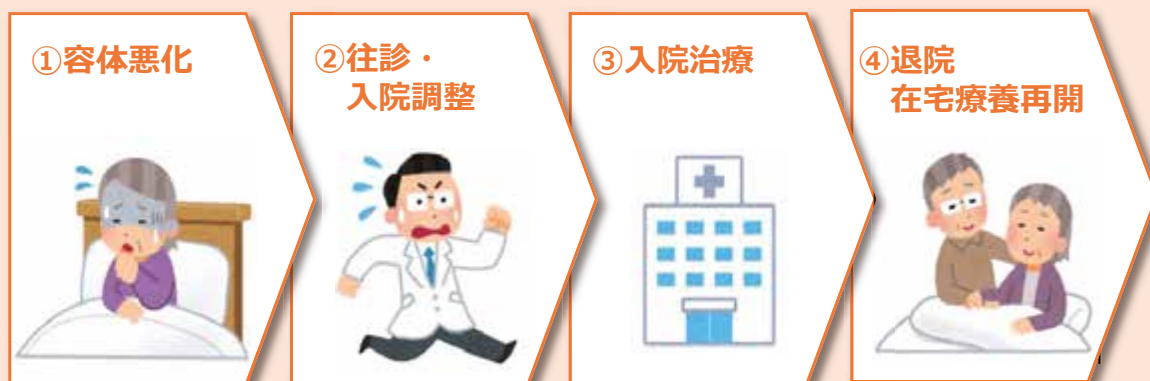 ①容体悪化
②往診・
入院調整
③入院治療
④退院
在宅療養再開